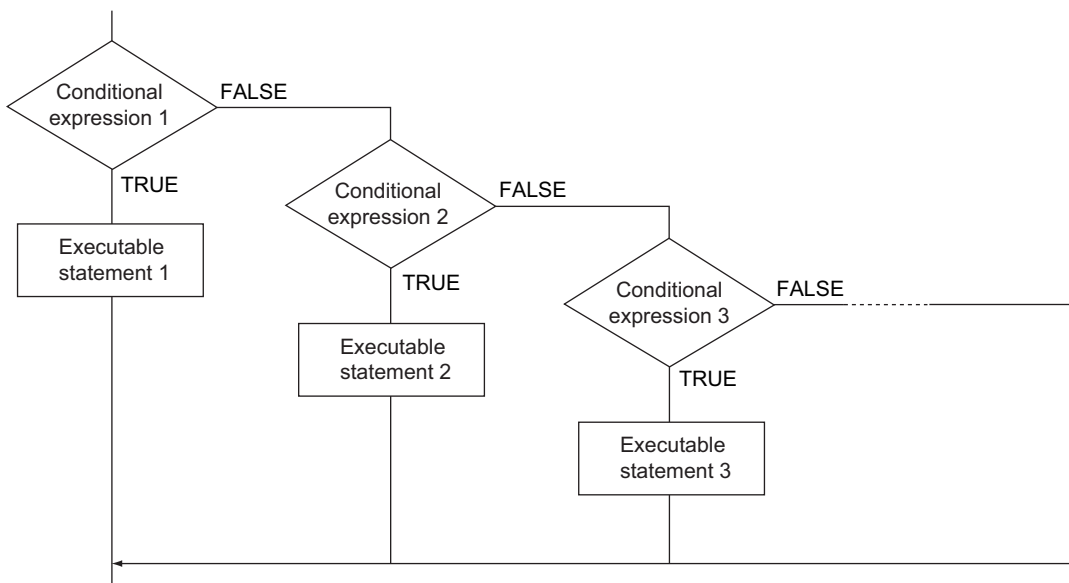 Conditional
expression 1
FALSE
TRUE
Executable
statement 1
Conditional
expression 2
FALSE
TRUE
Executable
statement 2
Conditional
expression 3
FALSE
TRUE
Executable
statement 3